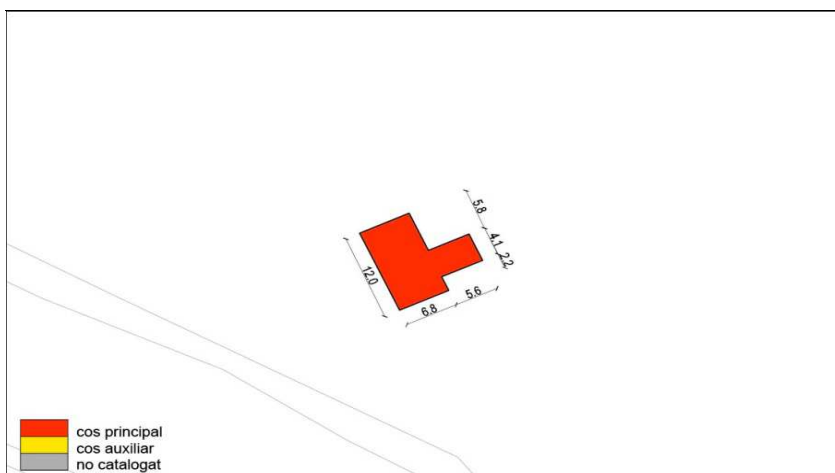 5.8
4.1
2.2
12.0
6.8
5.6
cos principal
cos auxiliar
no catalogat